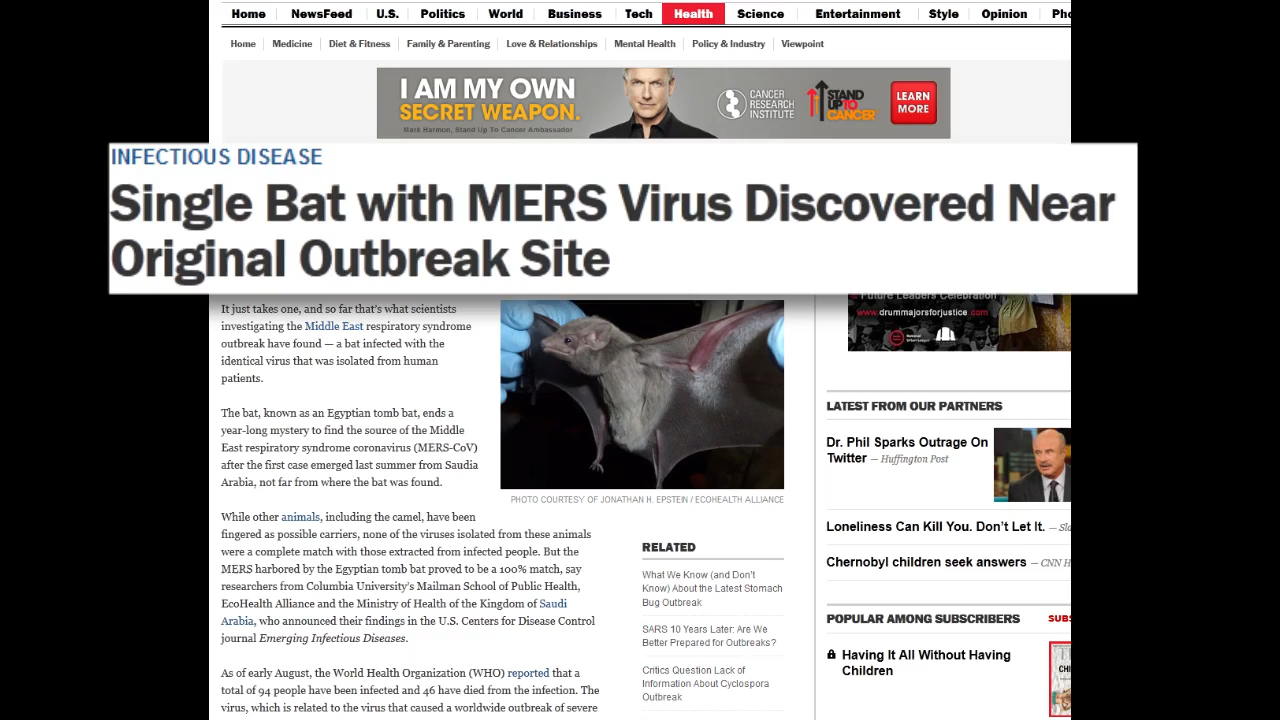 Home NewsFeed U.S. Politics World Business Tech Health Science Entertainment Style Opinion
Home Medicine Diet & Fitness Family & Parenting Love & Relationships Mental Health Policy & Industry Viewpoint
I AM MY OWN
SECRET WEAPON.
Mark Harmon, Stand Up To Cancer Ambassador
CANCER
RESEARCH
INSTITUTE
STAND
UP TO
CANCER
LEARN
MORE
INFECTIOUS DISEASE
Single Bat with MERS Virus Discovered Near
Original Outbreak Site
It just takes one, and so far that's what scientists
investigating the Middle East respiratory syndrome
outbreak have found — a bat infected with the
identical virus that was isolated from human
patients.
The bat, known as an Egyptian tomb bat, ends a
year-long mystery to find the source of the Middle
East respiratory syndrome coronavirus (MERS-CoV)
after the first case emerged last summer from Saudia
Arabia, not far from where the bat was found.
While other animals, including the camel, have been
fingered as possible carriers, none of the viruses isolated from these animals
were a complete match with those extracted from infected people. But the
MERS harbored by the Egyptian tomb bat proved to be a 100% match, say
researchers from Columbia University's Mailman School of Public Health,
EcoHealth Alliance and the Ministry of Health of the Kingdom of Saudi
Arabia, who announced their findings in the U.S. Centers for Disease Control
journal Emerging Infectious Diseases.
As of early August, the World Health Organization (WHO) reported that a
total of 94 people have been infected and 46 have died from the infection. The
virus, which is related to the virus that caused a worldwide outbreak of severe
PHOTO COURTESY OF JONATHAN H. EPSTEIN / ECOHEALTH ALLIANCE
RELATED
What We Know (and Don't
Know) About the Latest Stomach
Bug Outbreak
SARS 10 Years Later: Are We
Better Prepared for Outbreaks?
Critics Question Lack of
Information About Cyclospora
Outbreak
Future Leaders Celebration
www.drummajorsforjustice.com
LATEST FROM OUR PARTNERS
Dr. Phil Sparks Outrage On
Twitter — Huffington Post
Loneliness Can Kill You. Don't Let It. —
Chernobyl children seek answers — CNN
POPULAR AMONG SUBSCRIBERS
Having It All Without Having
Children